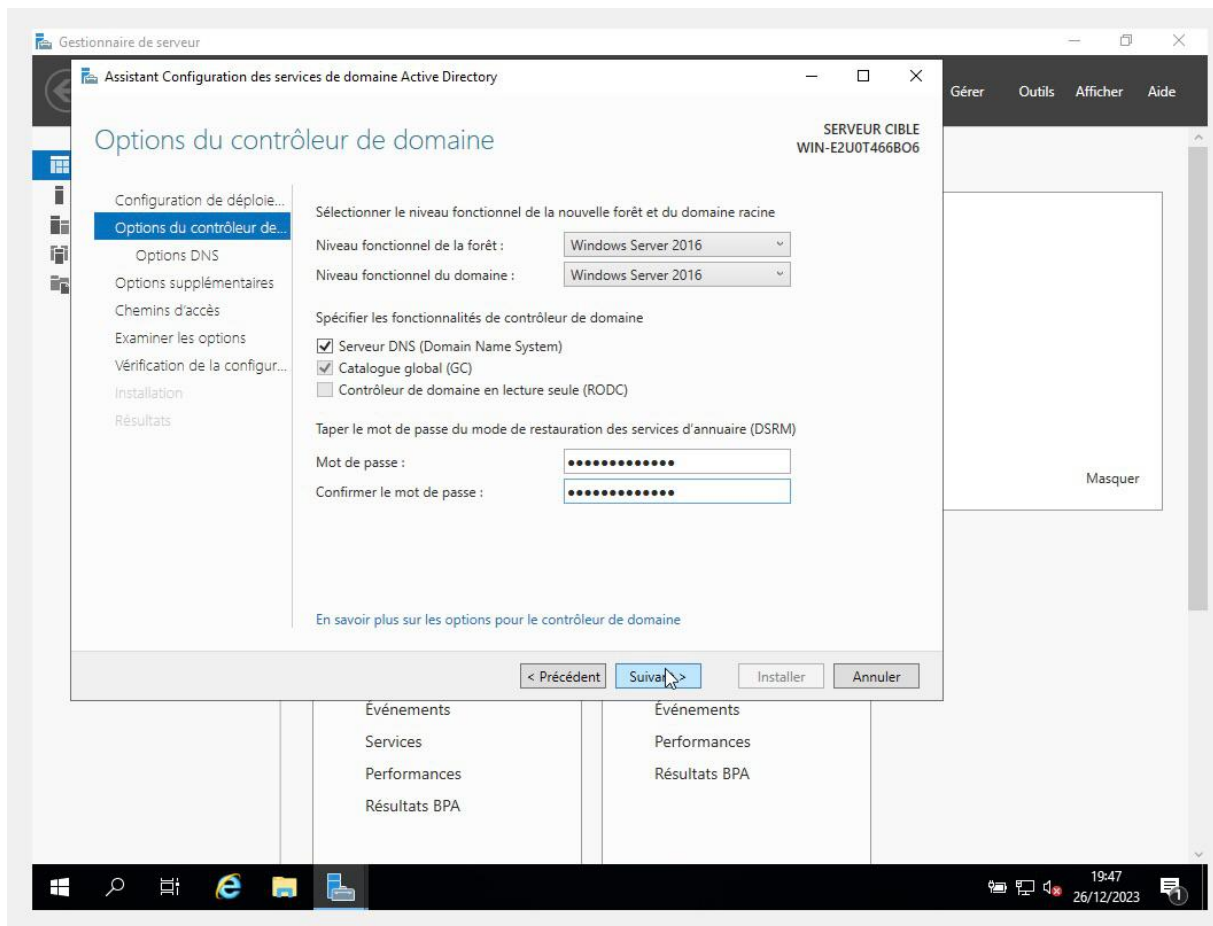 Gestionnaire de serveur
Assistant Configuration des services de domaine Active Directory
Gérer Outils Afficher Aide
Options du contrôleur de domaine
SERVEUR CIBLE
WIN-E2U0T466BO6
Configuration de déploie...
Options du contrôleur de...
Options DNS
Options supplémentaires
Chemins d'accès
Examiner les options
Vérification de la configur...
Installation
Résultats
Sélectionner le niveau fonctionnel de la nouvelle forêt et du domaine racine
Niveau fonctionnel de la forêt : Windows Server 2016
Niveau fonctionnel du domaine : Windows Server 2016
Spécifier les fonctionnalités de contrôleur de domaine
Serveur DNS (Domain Name System)
Catalogue global (GC)
Contrôleur de domaine en lecture seule (RODC)
Taper le mot de passe du mode de restauration des services d'annuaire (DSRM)
Mot de passe : •••••••••••••
Confirmer le mot de passe : •••••••••••••
Masquer
En savoir plus sur les options pour le contrôleur de domaine
< Précédent Suivant > Installer Annuler
Événements Événements
Services Performances
Performances Résultats BPA
Résultats BPA
19:47
26/12/2023
1